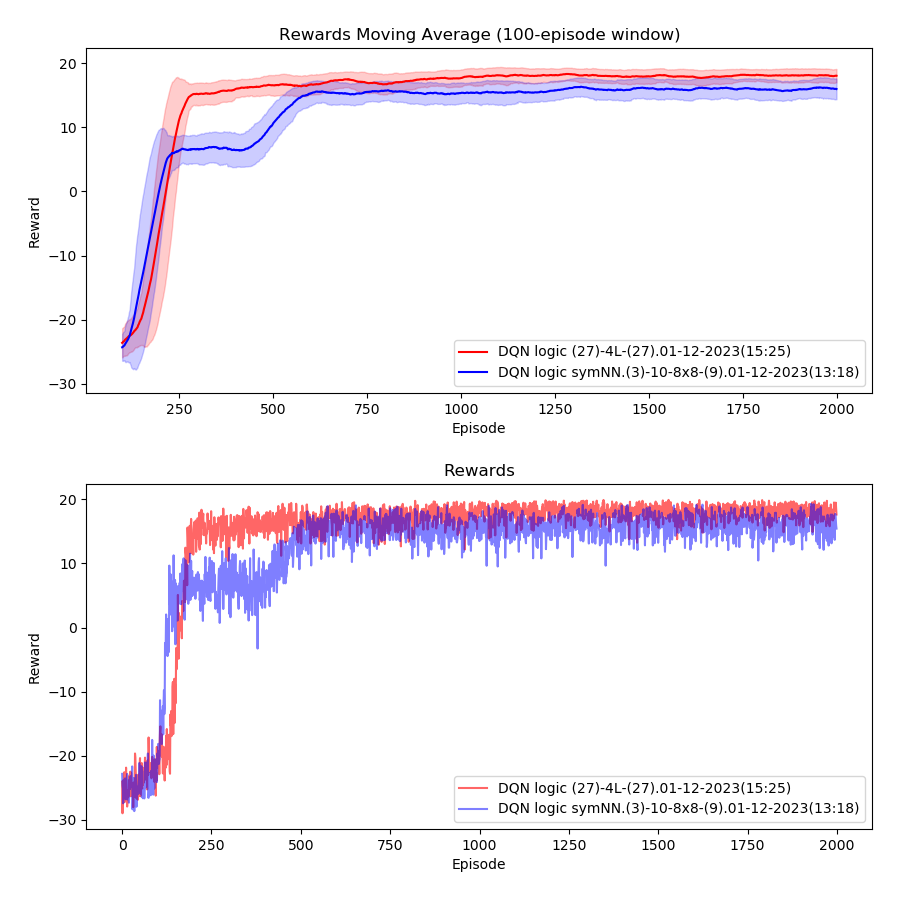 Rewards Moving Average (100-episode window)
20
10
0
−10
−20
−30
Reward
DQN logic (27)-4L-(27).01-12-2023(15:25)
DQN logic symNN.(3)-10-8x8-(9).01-12-2023(13:18)
250 500 750 1000 1250 1500 1750 2000
Episode
Rewards
20
10
0
−10
−20
−30
Reward
DQN logic (27)-4L-(27).01-12-2023(15:25)
DQN logic symNN.(3)-10-8x8-(9).01-12-2023(13:18)
0 250 500 750 1000 1250 1500 1750 2000
Episode